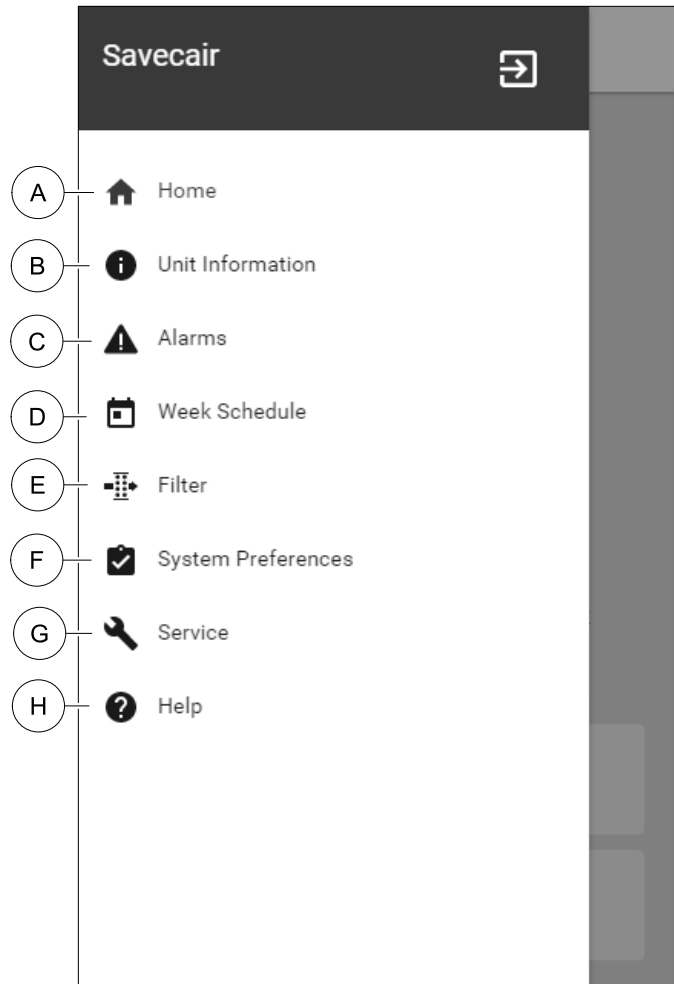 Savecair
A Home
B Unit Information
C Alarms
D Week Schedule
E Filter
F System Preferences
G Service
H Help